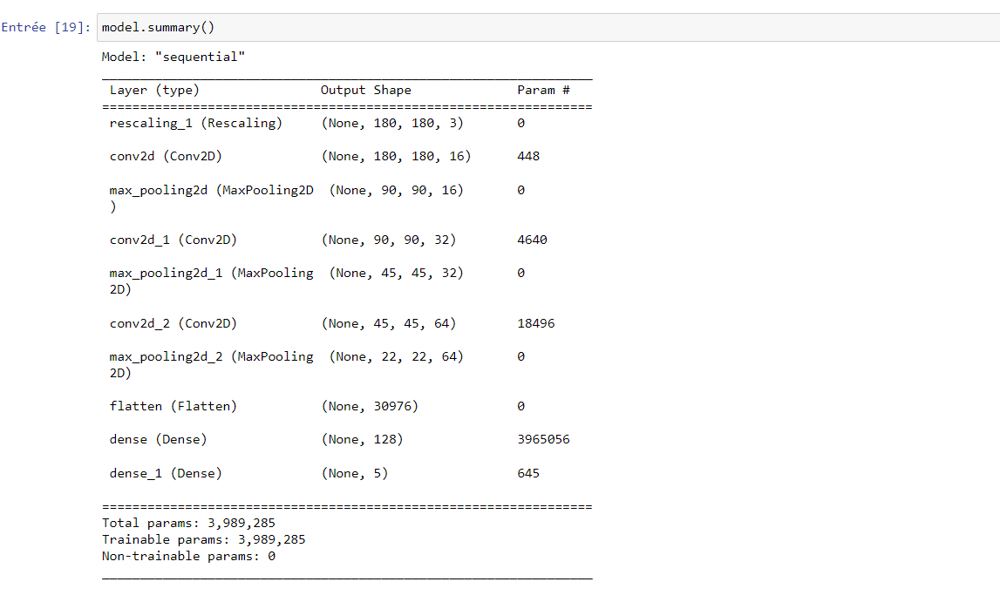 Entrée [19]: model.summary()
Model: "sequential"
_________________________________________________________________
Layer (type) Output Shape Param #
=================================================================
rescaling_1 (Rescaling) (None, 180, 180, 3) 0
conv2d (Conv2D) (None, 180, 180, 16) 448
max_pooling2d (MaxPooling2D (None, 90, 90, 16) 0
)
conv2d_1 (Conv2D) (None, 90, 90, 32) 4640
max_pooling2d_1 (MaxPooling (None, 45, 45, 32) 0
2D)
conv2d_2 (Conv2D) (None, 45, 45, 64) 18496
max_pooling2d_2 (MaxPooling (None, 22, 22, 64) 0
2D)
flatten (Flatten) (None, 30976) 0
dense (Dense) (None, 128) 3965056
dense_1 (Dense) (None, 5) 645
=================================================================
Total params: 3,989,285
Trainable params: 3,989,285
Non-trainable params: 0
_________________________________________________________________